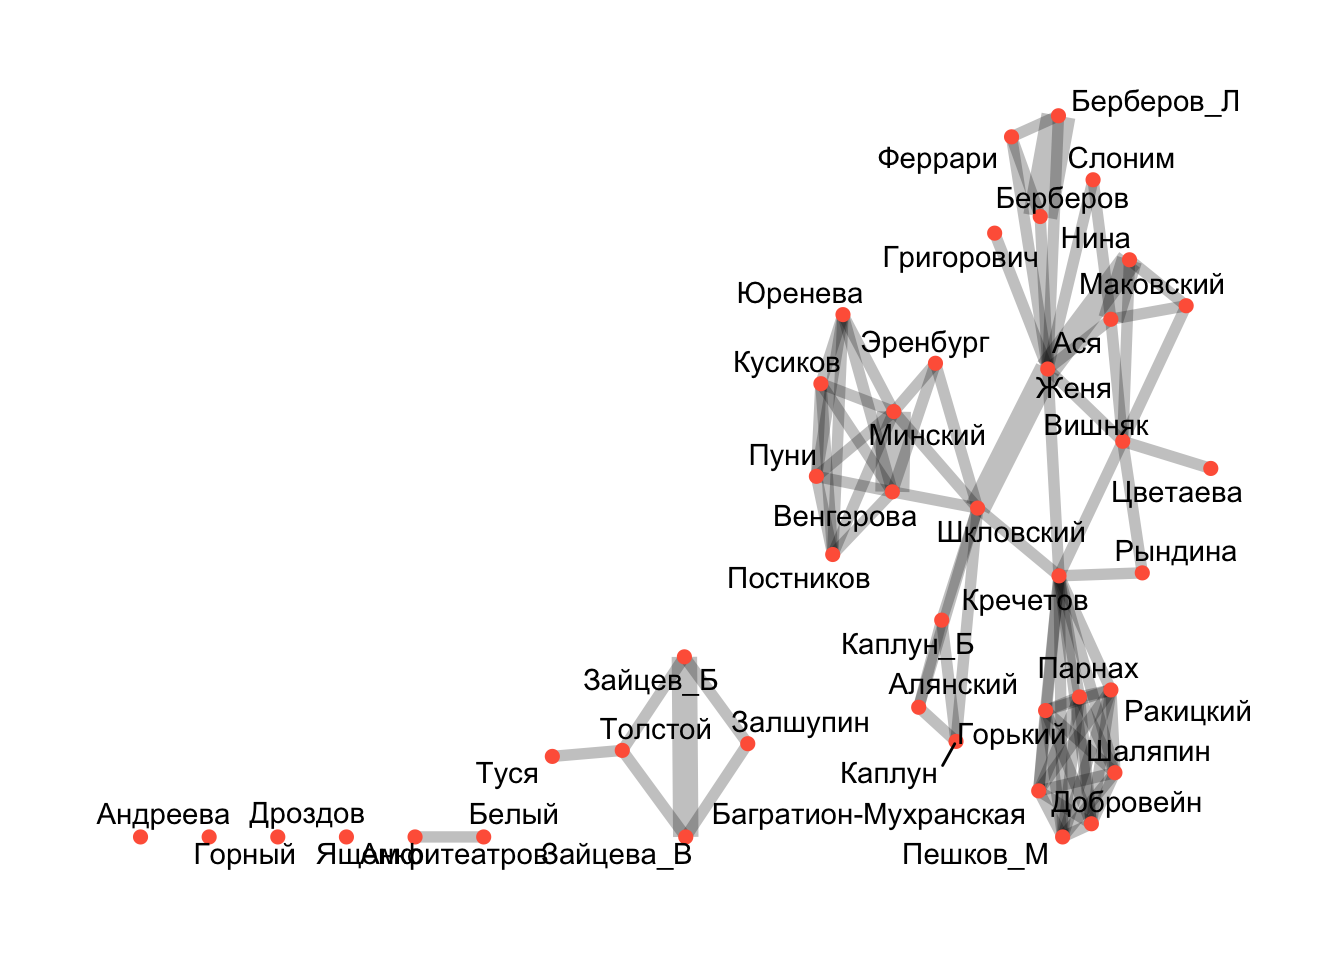 Берберов_Л
Феррари
Слоним
Берберов
Нина
Григорович
Маковский
Юренева
Эренбург
Ася
Кусиков
Женя
Вишняк
Минский
Пуни
Цветаева
Венгерова
Шкловский
Рындина
Постников
Кречетов
Каплун_Б
Парнах
Зайцев_Б
Алянский
Ракицкий
Толстой
Залшупин
Горький
Шаляпин
Туся
Каплун
Добровейн
Андреева
Дроздов
Белый
Багратион-Мухранская
Горный
Ященко
Амфитеатров
Зайцева_В
Пешков_М